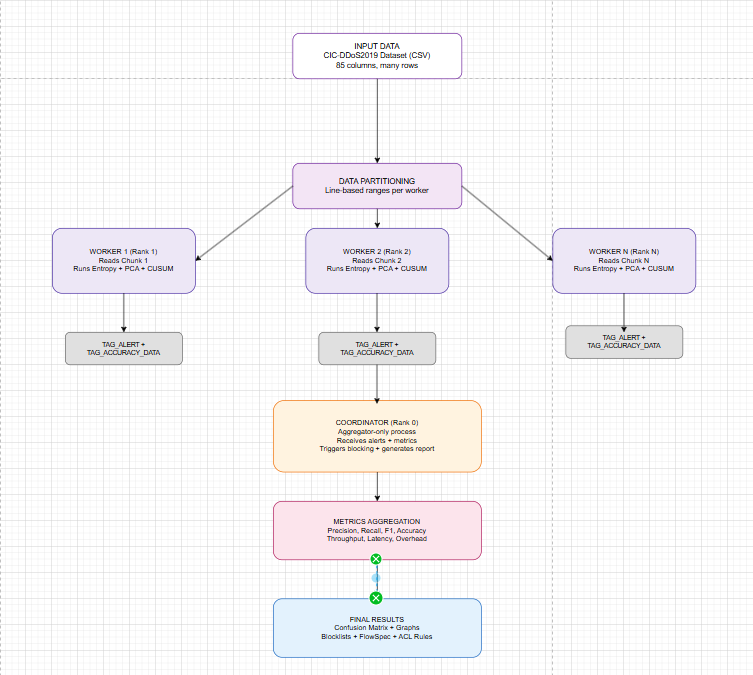 INPUT DATA
CIC-DDoS2019 Dataset (CSV)
85 columns, many rows
DATA PARTITIONING
Line-based ranges per worker
WORKER 1 (Rank 1)
Reads Chunk 1
Runs Entropy + PCA + CUSUM
WORKER 2 (Rank 2)
Reads Chunk 2
Runs Entropy + PCA + CUSUM
WORKER N (Rank N)
Reads Chunk N
Runs Entropy + PCA + CUSUM
TAG_ALERT +
TAG_ACCURACY_DATA
TAG_ALERT +
TAG_ACCURACY_DATA
TAG_ALERT +
TAG_ACCURACY_DATA
COORDINATOR (Rank 0)
Aggregator-only process
Receives alerts + metrics
Triggers blocking + generates report
METRICS AGGREGATION
Precision, Recall, F1, Accuracy
Throughput, Latency, Overhead
FINAL RESULTS
Confusion Matrix + Graphs
Blocklists + FlowSpec + ACL Rules